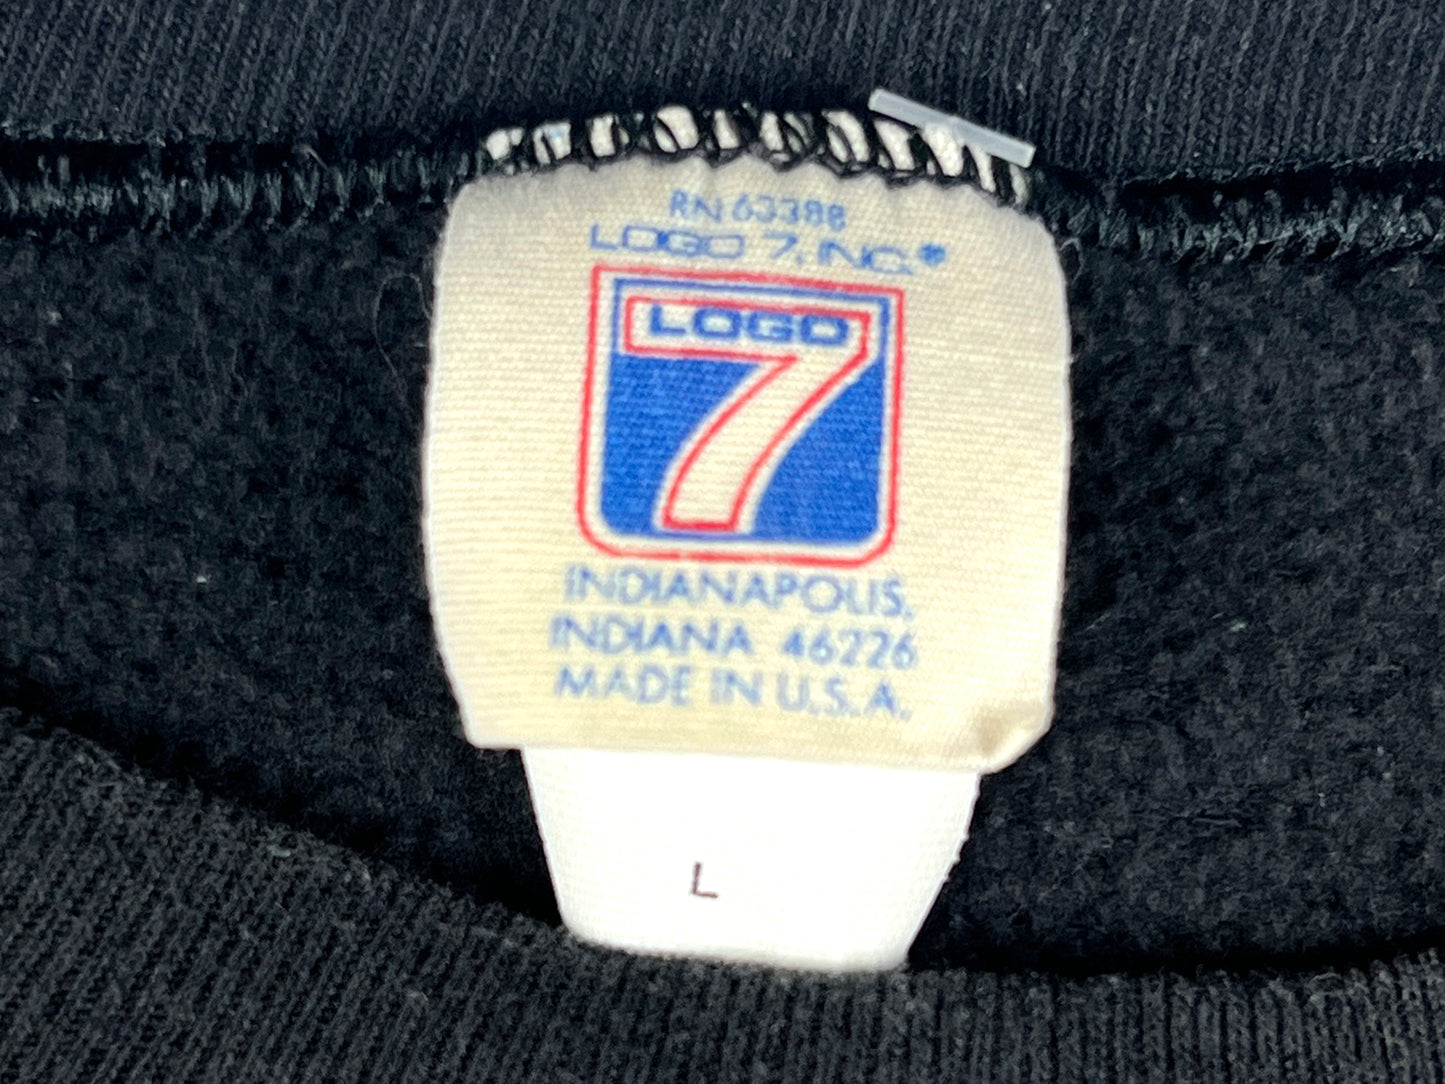 RN 63388
LOGO 7, INC.®
LOGO
7
INDIANAPOLIS,
INDIANA 46226
MADE IN U.S.A.
L